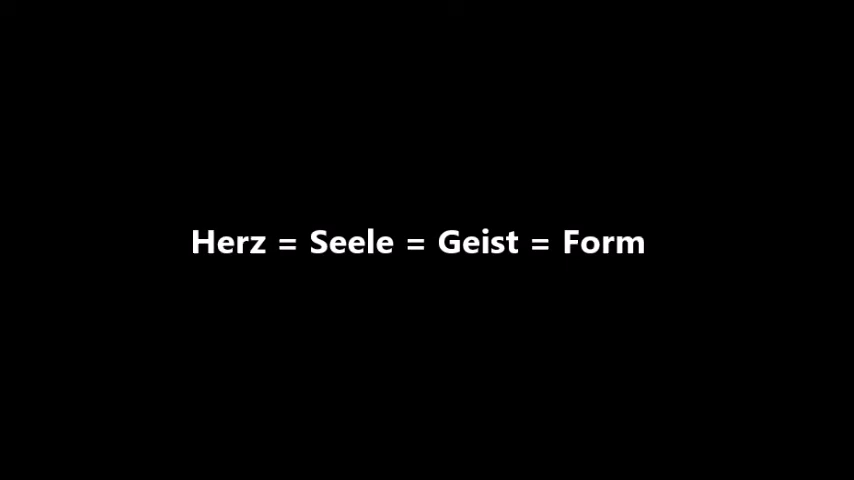 Herz = Seele = Geist = Form